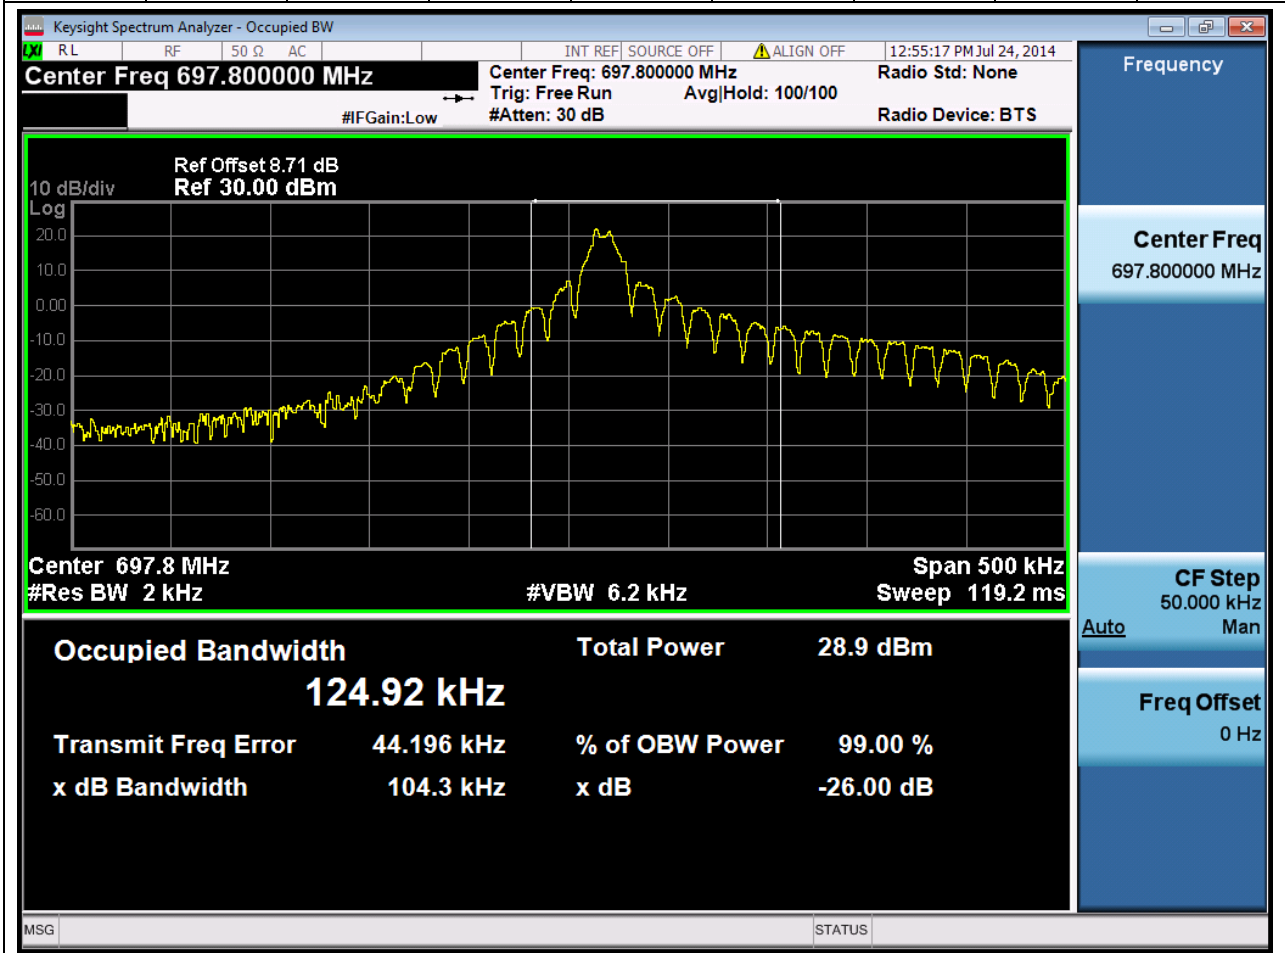 Keysight Spectrum Analyzer - Occupied BW
LXI RL RF 50 Ω AC INT REF SOURCE OFF ALIGN OFF 12:55:17 PM Jul 24, 2014
Center Freq 697.800000 MHz
Center Freq: 697.800000 MHz
Radio Std: None
Trig: Free Run Avg|Hold: 100/100
#IFGain:Low
#Atten: 30 dB
Radio Device: BTS
Ref Offset 8.71 dB
10 dB/div Ref 30.00 dBm
Log
20.0
10.0
0.00
-10.0
-20.0
-30.0
-40.0
-50.0
-60.0
Center 697.8 MHz Span 500 kHz
#Res BW 2 kHz #VBW 6.2 kHz Sweep 119.2 ms
Occupied Bandwidth Total Power 28.9 dBm
124.92 kHz
Transmit Freq Error 44.196 kHz % of OBW Power 99.00 %
x dB Bandwidth 104.3 kHz x dB -26.00 dB
Frequency
Center Freq
697.800000 MHz
CF Step
50.000 kHz
Auto Man
Freq Offset
0 Hz
MSG STATUS